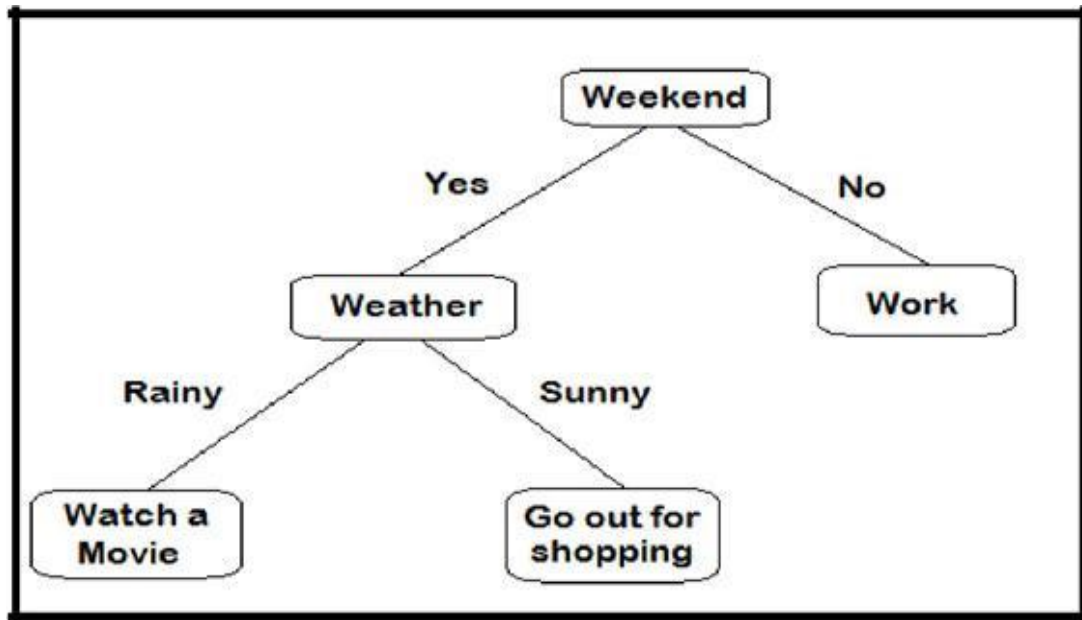 Weekend
Yes
No
Weather
Work
Rainy
Sunny
Watch a
Movie
Go out for
shopping